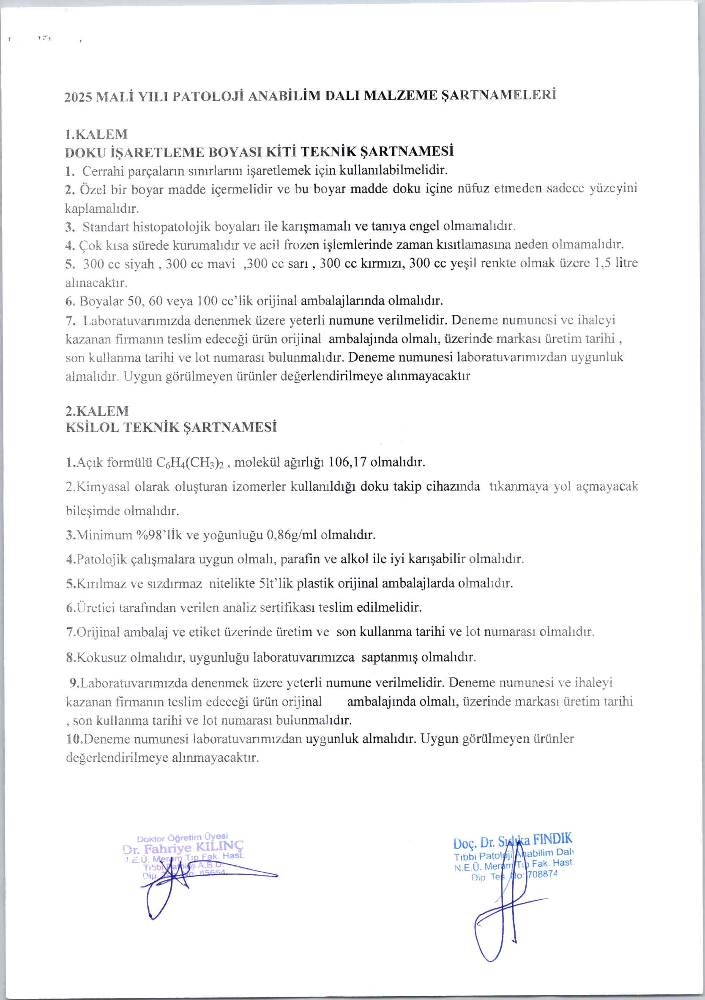 2025 MALİ YILI PATOLOJİ ANABİLİM DALI MALZEME ŞARTNAMELERİ
1.KALEM
DOKU İŞARETLEME BOYASI KİTİ TEKNİK ŞARTNAMESİ
1. Cerrahi parçaların sınırlarını işaretlemek için kullanılabilmelidir.
2. Özel bir boyar madde içermelidir ve bu boyar madde doku içine nüfuz etmeden sadece yüzeyini
kaplamalıdır.
3. Standart histopatolojik boyaları ile karışmamalı ve tanıya engel olmamalıdır.
4. Çok kısa sürede kurumalıdır ve acil frozen işlemlerinde zaman kısıtlamasına neden olmamalıdır.
5. 300 cc siyah , 300 cc mavi ,300 cc sarı , 300 cc kırmızı, 300 cc yeşil renkte olmak üzere 1,5 litre
alınacaktır.
6. Boyalar 50, 60 veya 100 cc’lik orijinal ambalajlarında olmalıdır.
7. Laboratuvarımızda denenmek üzere yeterli numune verilmelidir. Deneme numunesi ve ihaleyi
kazanan firmanın teslim edeceği ürün orijinal ambalajında olmalı, üzerinde markası üretim tarihi ,
son kullanma tarihi ve lot numarası bulunmalıdır. Deneme numunesi laboratuvarımızdan uygunluk
almalıdır. Uygun görülmeyen ürünler değerlendirilmeye alınmayacaktır
2.KALEM
KSİLOL TEKNİK ŞARTNAMESİ
1.Açık formülü C₆H₄(CH₃)₂ , molekül ağırlığı 106,17 olmalıdır.
2.Kimyasal olarak oluşturan izomerler kullanıldığı doku takip cihazında tıkanmaya yol açmayacak
bileşimde olmalıdır.
3.Minimum %98’lİk ve yoğunluğu 0,86g/ml olmalıdır.
4.Patolojik çalışmalara uygun olmalı, parafin ve alkol ile iyi karışabilir olmalıdır.
5.Kırılmaz ve sızdırmaz nitelikte 5lt’lik plastik orijinal ambalajlarda olmalıdır.
6.Üretici tarafından verilen analiz sertifikası teslim edilmelidir.
7.Orijinal ambalaj ve etiket üzerinde üretim ve son kullanma tarihi ve lot numarası olmalıdır.
8.Kokusuz olmalıdır, uygunluğu laboratuvarımızca saptanmış olmalıdır.
9.Laboratuvarımızda denenmek üzere yeterli numune verilmelidir. Deneme numunesi ve ihaleyi
kazanan firmanın teslim edeceği ürün orijinal ambalajında olmalı, üzerinde markası üretim tarihi
, son kullanma tarihi ve lot numarası bulunmalıdır.
10.Deneme numunesi laboratuvarımızdan uygunluk almalıdır. Uygun görülmeyen ürünler
değerlendirilmeye alınmayacaktır.
Doktor Öğretim Üyesi
Dr. Fahriye KILINÇ
.E.Ü. Meram Tıp Fak. Hast.
Tıbbi Patoloji A.B.D.
Dip. No: 85664
Doç. Dr. Sıdıka FINDIK
Tıbbi Patoloji Anabilim Dalı
N.E.Ü. Meram Tıp Fak. Hast.
Dip. Tes. No: 708874